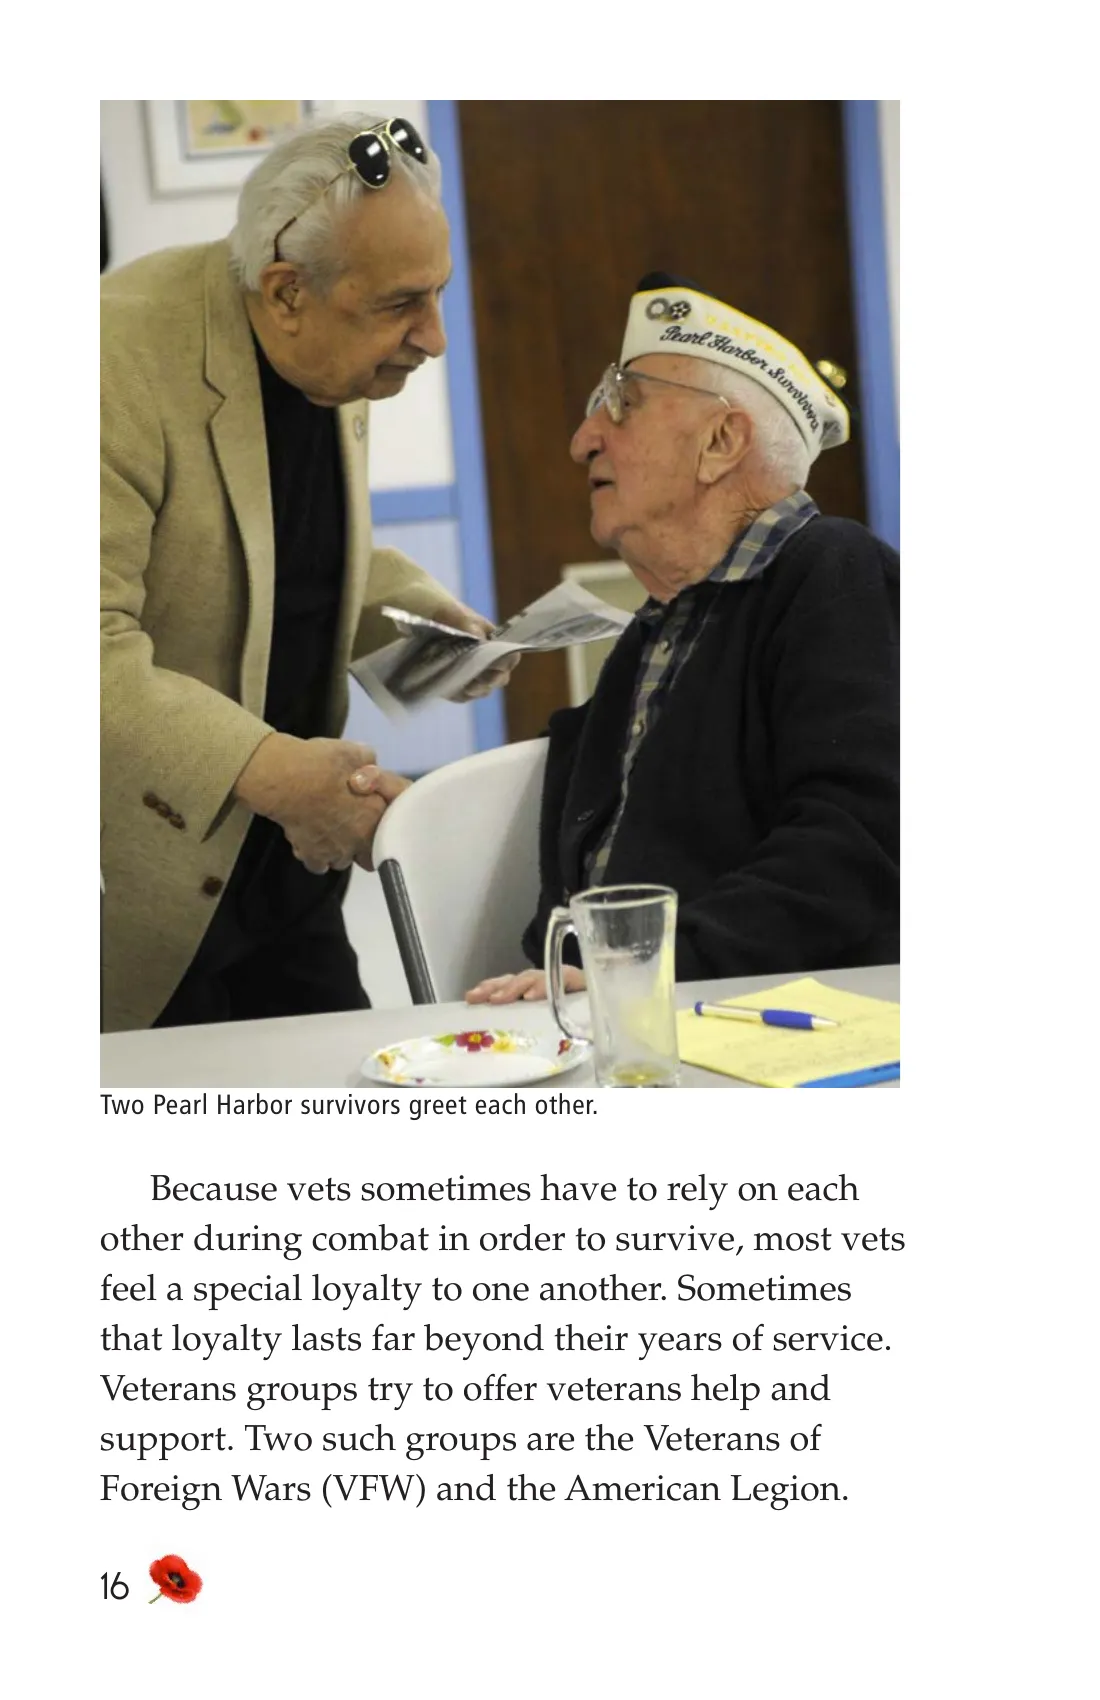 Pearl Harbor Survivors
Two Pearl Harbor survivors greet each other.
Because vets sometimes have to rely on each
other during combat in order to survive, most vets
feel a special loyalty to one another. Sometimes
that loyalty lasts far beyond their years of service.
Veterans groups try to offer veterans help and
support. Two such groups are the Veterans of
Foreign Wars (VFW) and the American Legion.
16